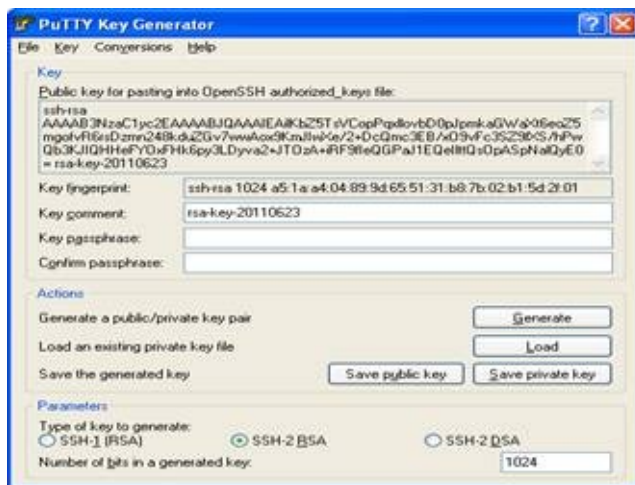 PuTTY Key Generator
File Key Conversions Help
Key
Public key for pasting into OpenSSH authorized_keys file:
ssh-rsa
= rsa-key-20110623
Key fingerprint: ssh-rsa 1024 a5:1a:a4:04:89:9d:65:51:31:b8:7b:02:b1:5d:2f:01
Key comment: rsa-key-20110623
Key passphrase:
Confirm passphrase:
Actions
Generate a public/private key pair Generate
Load an existing private key file Load
Save the generated key Save public key Save private key
Parameters
Type of key to generate:
SSH-1 (RSA) SSH-2 RSA SSH-2 DSA
Number of bits in a generated key: 1024